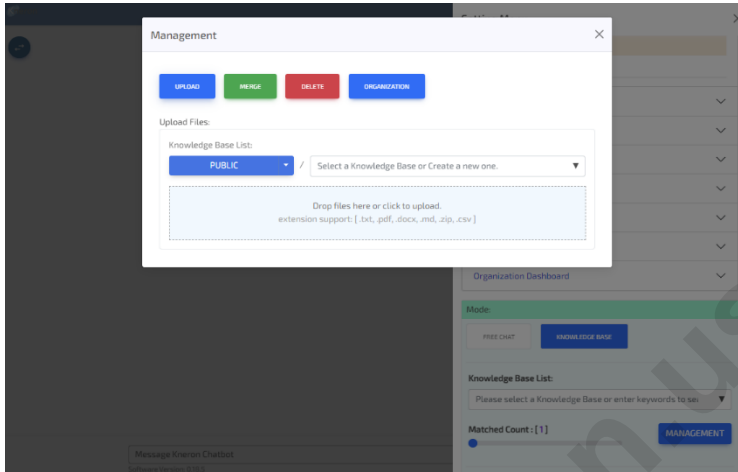 Management
UPLOAD
MERGE
DELETE
ORGANIZATION
Upload Files:
Knowledge Base List:
PUBLIC
/
Select a Knowledge Base or Create a new one.
Drop files here or click to upload.
extension support: [ .txt, .pdf, .docx, .md, .zip, .csv ]
Organization Dashboard
Mode:
FREE CHAT
KNOWLEDGE BASE
Knowledge Base List:
Please select a Knowledge Base or enter keywords to se
Matched Count : [ 1 ]
MANAGEMENT
Message Kneron Chatbot